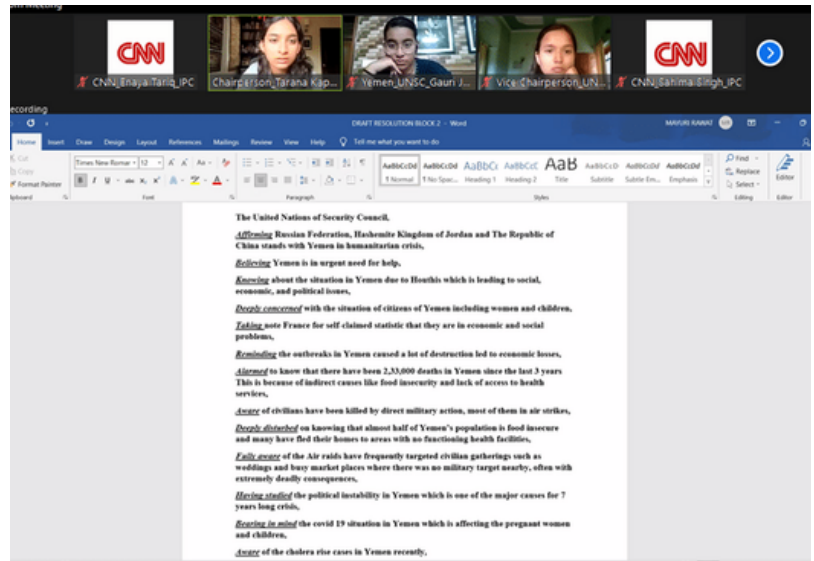 CNN
CNN
CNN_Enaya Tariq_IPC
Chairperson_Tarana Kap...
Yemen_UNSC_Gauri J...
Vice Chairperson_UN...
CNN_Sahima Singh_IPC
ecording
DRAFT RESOLUTION BLOCK 2 - Word
MAYURI RAWAT
Home Insert Draw Design Layout References Mailings Review View Help Tell me what you want to do
Cut
Copy
Format Painter
Times New Roman 12
AaBbCcDd AaBbCcDd AaBbCc AaBbCcC AaB AaBbCcD AaBbCcDd AaBbCcDd
¶ Normal ¶ No Spac... Heading 1 Heading 2 Title Subtitle Subtle Em... Emphasis
Find
Replace
Select
Editor
pboard Font Paragraph Styles Editing Editor
The United Nations of Security Council,
Affirming Russian Federation, Hashemite Kingdom of Jordan and The Republic of
China stands with Yemen in humanitarian crisis,
Believing Yemen is in urgent need for help,
Knowing about the situation in Yemen due to Houthis which is leading to social,
economic, and political issues,
Deeply concerned with the situation of citizens of Yemen including women and children,
Taking note France for self claimed statistic that they are in economic and social
problems,
Reminding the outbreaks in Yemen caused a lot of destruction led to economic losses,
Alarmed to know that there have been 2,33,000 deaths in Yemen since the last 3 years
This is because of indirect causes like food insecurity and lack of access to health
services,
Aware of civilians have been killed by direct military action, most of them in air strikes,
Deeply disturbed on knowing that almost half of Yemen's population is food insecure
and many have fled their homes to areas with no functioning health facilities,
Fully aware of the Air raids have frequently targeted civilian gatherings such as
weddings and busy market places where there was no military target nearby, often with
extremely deadly consequences,
Having studied the political instability in Yemen which is one of the major causes for 7
years long crisis,
Bearing in mind the covid 19 situation in Yemen which is affecting the pregnant women
and children,
Aware of the cholera rise cases in Yemen recently,